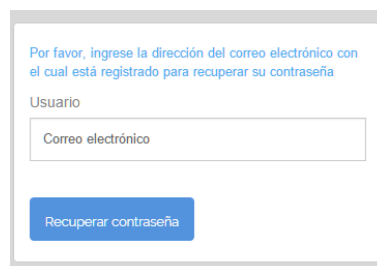 Por favor, ingrese la dirección del correo electrónico con
el cual está registrado para recuperar su contraseña
Usuario
Correo electrónico
Recuperar contraseña